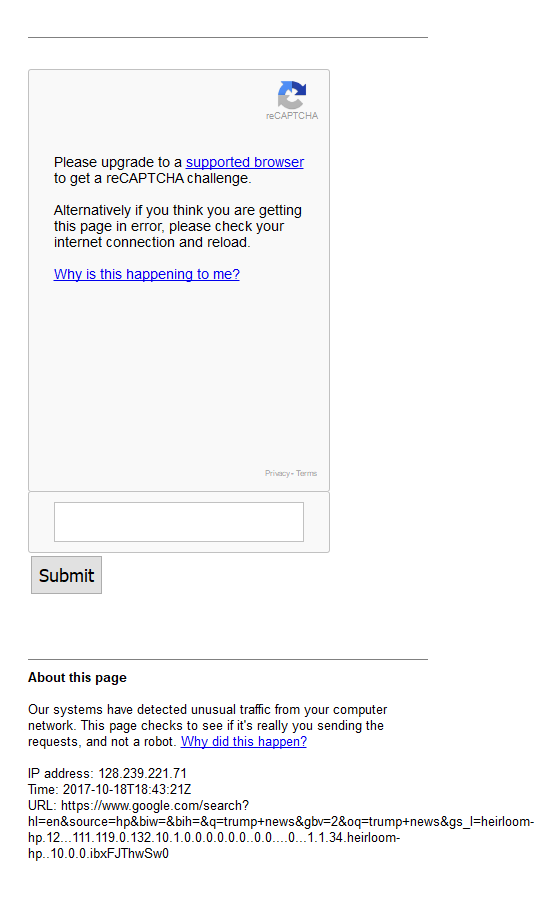 reCAPTCHA
Please upgrade to a supported browser
to get a reCAPTCHA challenge.
Alternatively if you think you are getting
this page in error, please check your
internet connection and reload.
Why is this happening to me?
Privacy - Terms
Submit
About this page
Our systems have detected unusual traffic from your computer
network. This page checks to see if it's really you sending the
requests, and not a robot. Why did this happen?
IP address: 128.239.221.71
Time: 2017-10-18T18:43:21Z
URL: https://www.google.com/search?
hl=en&source=hp&biw=&bih=&q=trump+news&gbv=2&oq=trump+news&gs_l=heirloom-
hp.12...111.119.0.132.10.1.0.0.0.0.0.0..0.0....0...1.1.34.heirloom-
hp..10.0.0.ibxFJThwSw0